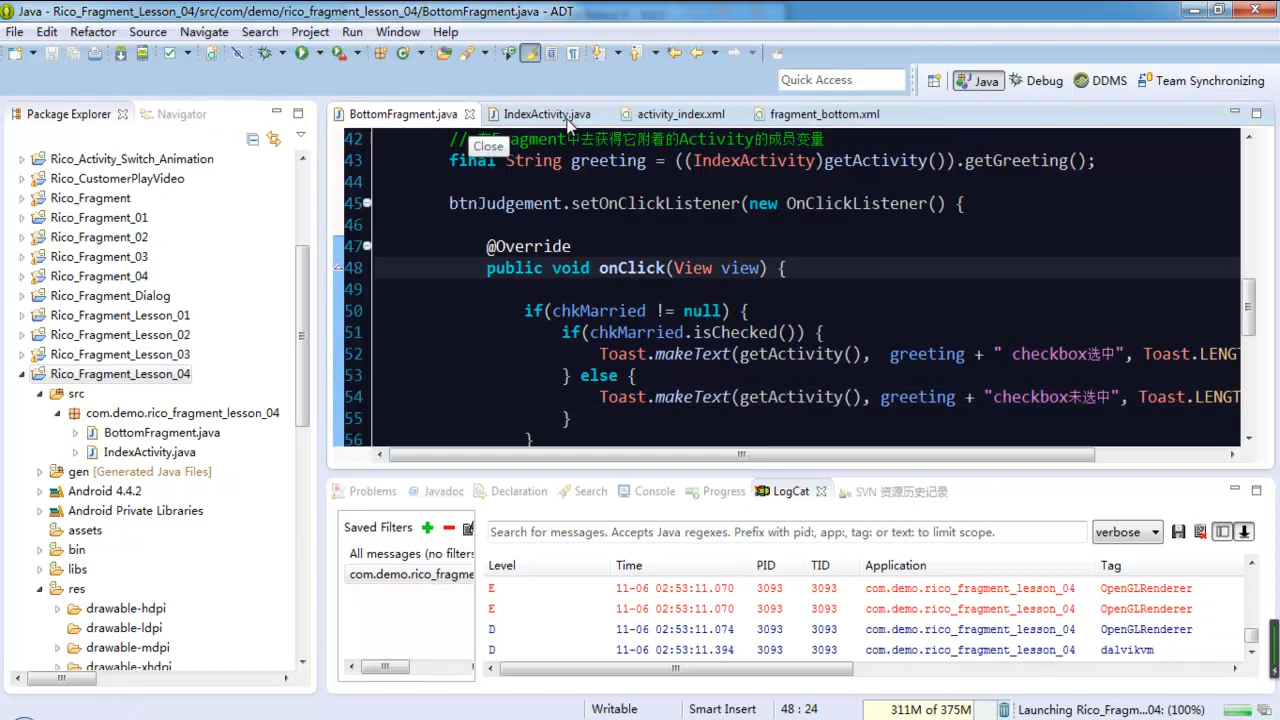 Java - Rico_Fragment_Lesson_04/src/com/demo/rico_fragment_lesson_04/BottomFragment.java - ADT
File Edit Refactor Source Navigate Search Project Run Window Help
Quick Access
Java Debug DDMS Team Synchronizing
Package Explorer Navigator
Rico_Activity_Switch_Animation
Rico_CustomerPlayVideo
Rico_Fragment
Rico_Fragment_01
Rico_Fragment_02
Rico_Fragment_03
Rico_Fragment_04
Rico_Fragment_Dialog
Rico_Fragment_Lesson_01
Rico_Fragment_Lesson_02
Rico_Fragment_Lesson_03
Rico_Fragment_Lesson_04
src
com.demo.rico_fragment_lesson_04
BottomFragment.java
IndexActivity.java
gen [Generated Java Files]
Android 4.4.2
Android Private Libraries
assets
bin
libs
res
drawable-hdpi
drawable-ldpi
drawable-mdpi
drawable-xhdpi
BottomFragment.java IndexActivity.java activity_index.xml fragment_bottom.xml
Close
42 // 在Fragment中去获得它附着的Activity的成员变量
43 final String greeting = ((IndexActivity)getActivity()).getGreeting();
44
45 btnJudgement.setOnClickListener(new OnClickListener() {
46
47 @Override
48 public void onClick(View view) {
49
50 if(chkMarried != null) {
51 if(chkMarried.isChecked()) {
52 Toast.makeText(getActivity(), greeting + " checkbox选中", Toast.LENGT
53 } else {
54 Toast.makeText(getActivity(), greeting + "checkbox未选中", Toast.LENGT
55 }
56 }
Problems @ Javadoc Declaration Search Console Progress LogCat SVN 资源历史记录
Saved Filters
All messages (no filters
com.demo.rico_fragme
Search for messages. Accepts Java regexes. Prefix with pid:, app:, tag: or text: to limit scope.
verbose
Level Time PID TID Application Tag
E 11-06 02:53:11.070 3093 3093 com.demo.rico_fragment_lesson_04 OpenGLRenderer
E 11-06 02:53:11.070 3093 3093 com.demo.rico_fragment_lesson_04 OpenGLRenderer
D 11-06 02:53:11.074 3093 3093 com.demo.rico_fragment_lesson_04 OpenGLRenderer
D 11-06 02:53:11.394 3093 3093 com.demo.rico_fragment_lesson_04 dalvikvm
Writable Smart Insert 48 : 24 311M of 375M Launching Rico_Fragm...04: (100%)